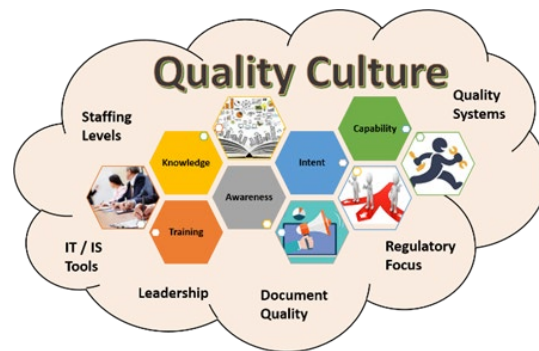 Quality Culture
Staffing
Levels
Quality
Systems
Capability
Knowledge
Intent
Awareness
Training
IT / IS
Tools
Regulatory
Focus
Leadership
Document
Quality